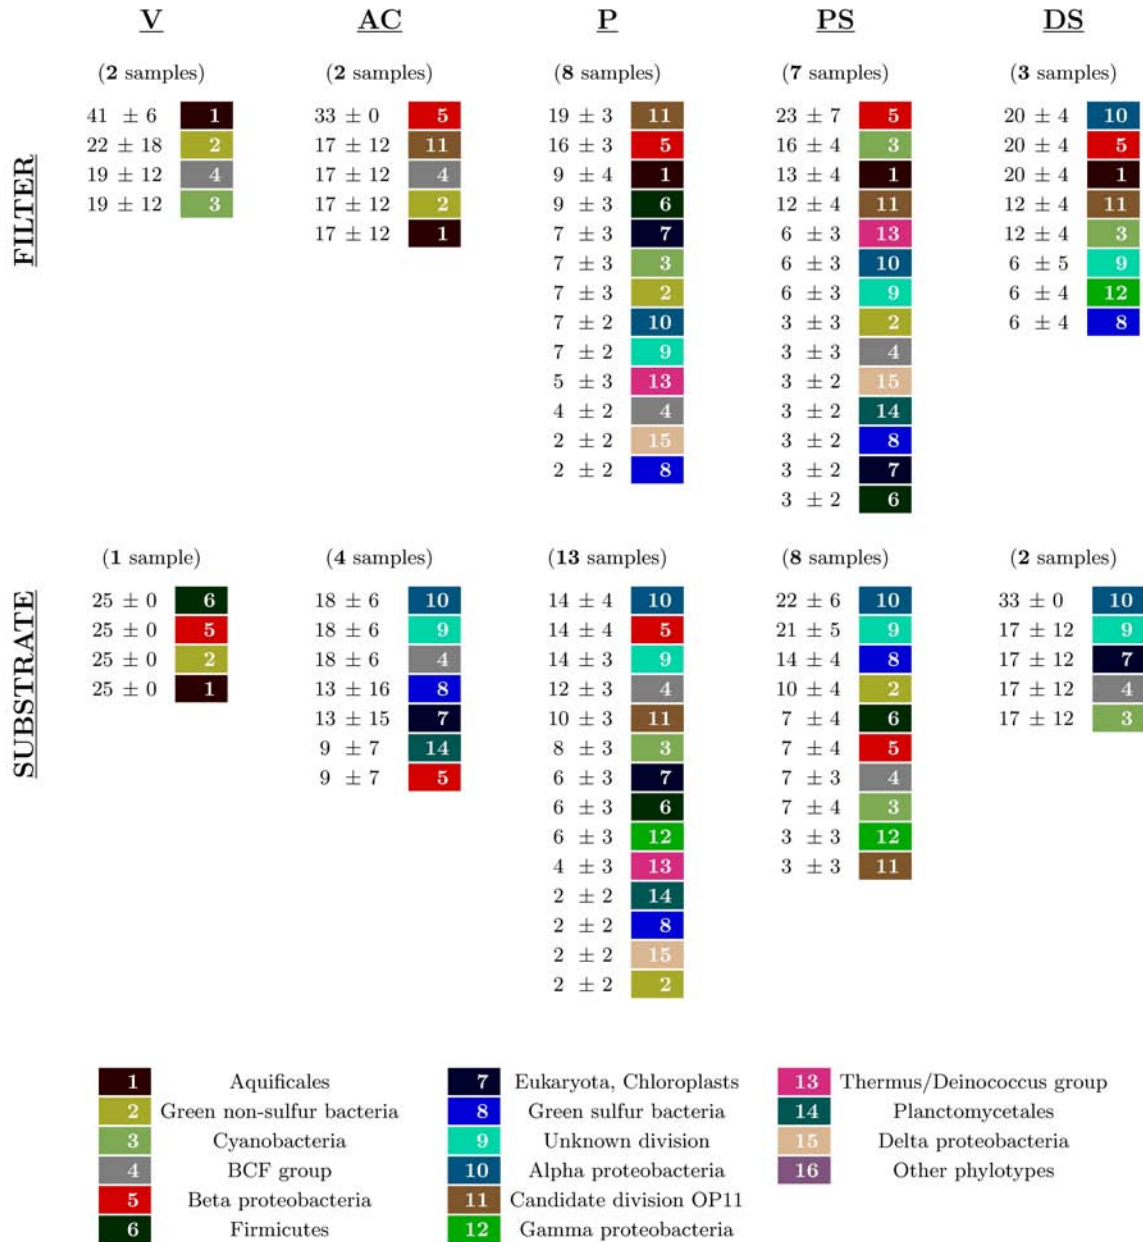 V AC P PS DS
(2 samples) (2 samples) (8 samples) (7 samples) (3 samples)
FILTER
41 ± 6 1 33 ± 0 5 19 ± 3 11 23 ± 7 5 20 ± 4 10
22 ± 18 2 17 ± 12 11 16 ± 3 5 16 ± 4 3 20 ± 4 5
19 ± 12 4 17 ± 12 4 9 ± 4 1 13 ± 4 1 20 ± 4 1
19 ± 12 3 17 ± 12 2 9 ± 3 6 12 ± 4 11 12 ± 4 11
17 ± 12 1 7 ± 3 7 6 ± 3 13 12 ± 4 3
7 ± 3 3 6 ± 3 10 6 ± 5 9
7 ± 3 2 6 ± 3 9 6 ± 4 12
7 ± 2 10 3 ± 3 2 6 ± 4 8
7 ± 2 9 3 ± 3 4
5 ± 3 13 3 ± 2 15
4 ± 2 4 3 ± 2 14
2 ± 2 15 3 ± 2 8
2 ± 2 8 3 ± 2 7
3 ± 2 6
(1 sample) (4 samples) (13 samples) (8 samples) (2 samples)
SUBSTRATE
25 ± 0 6 18 ± 6 10 14 ± 4 10 22 ± 6 10 33 ± 0 10
25 ± 0 5 18 ± 6 9 14 ± 4 5 21 ± 5 9 17 ± 12 9
25 ± 0 2 18 ± 6 4 14 ± 3 9 14 ± 4 8 17 ± 12 7
25 ± 0 1 13 ± 16 8 12 ± 3 4 10 ± 4 2 17 ± 12 4
13 ± 15 7 10 ± 3 11 7 ± 4 6 17 ± 12 3
9 ± 7 14 8 ± 3 3 7 ± 4 5
9 ± 7 5 6 ± 3 7 7 ± 3 4
6 ± 3 6 7 ± 4 3
6 ± 3 12 3 ± 3 12
4 ± 3 13 3 ± 3 11
2 ± 2 14
2 ± 2 8
2 ± 2 15
2 ± 2 2
1 Aquificales 7 Eukaryota, Chloroplasts 13 Thermus/Deinococcus group
2 Green non-sulfur bacteria 8 Green sulfur bacteria 14 Planctomycetales
3 Cyanobacteria 9 Unknown division 15 Delta proteobacteria
4 BCF group 10 Alpha proteobacteria 16 Other phylotypes
5 Beta proteobacteria 11 Candidate division OP11
6 Firmicutes 12 Gamma proteobacteria